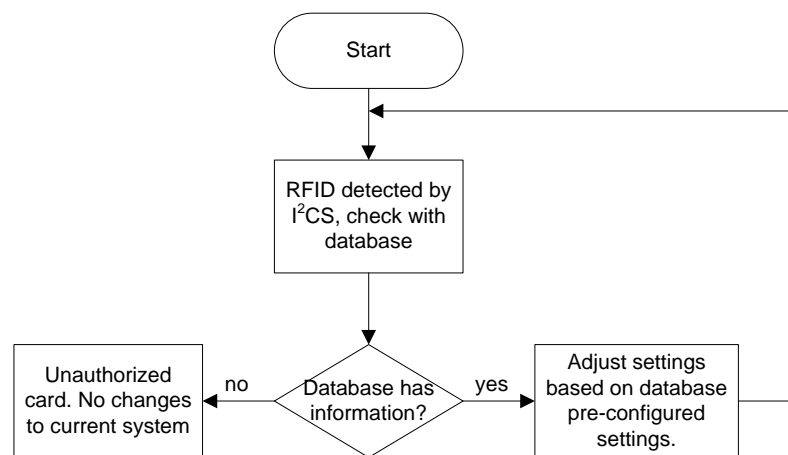 Start
RFID detected by
I²CS, check with
database
Unauthorized
card. No changes
to current system
no
Database has
information?
yes
Adjust settings
based on database
pre-configured
settings.